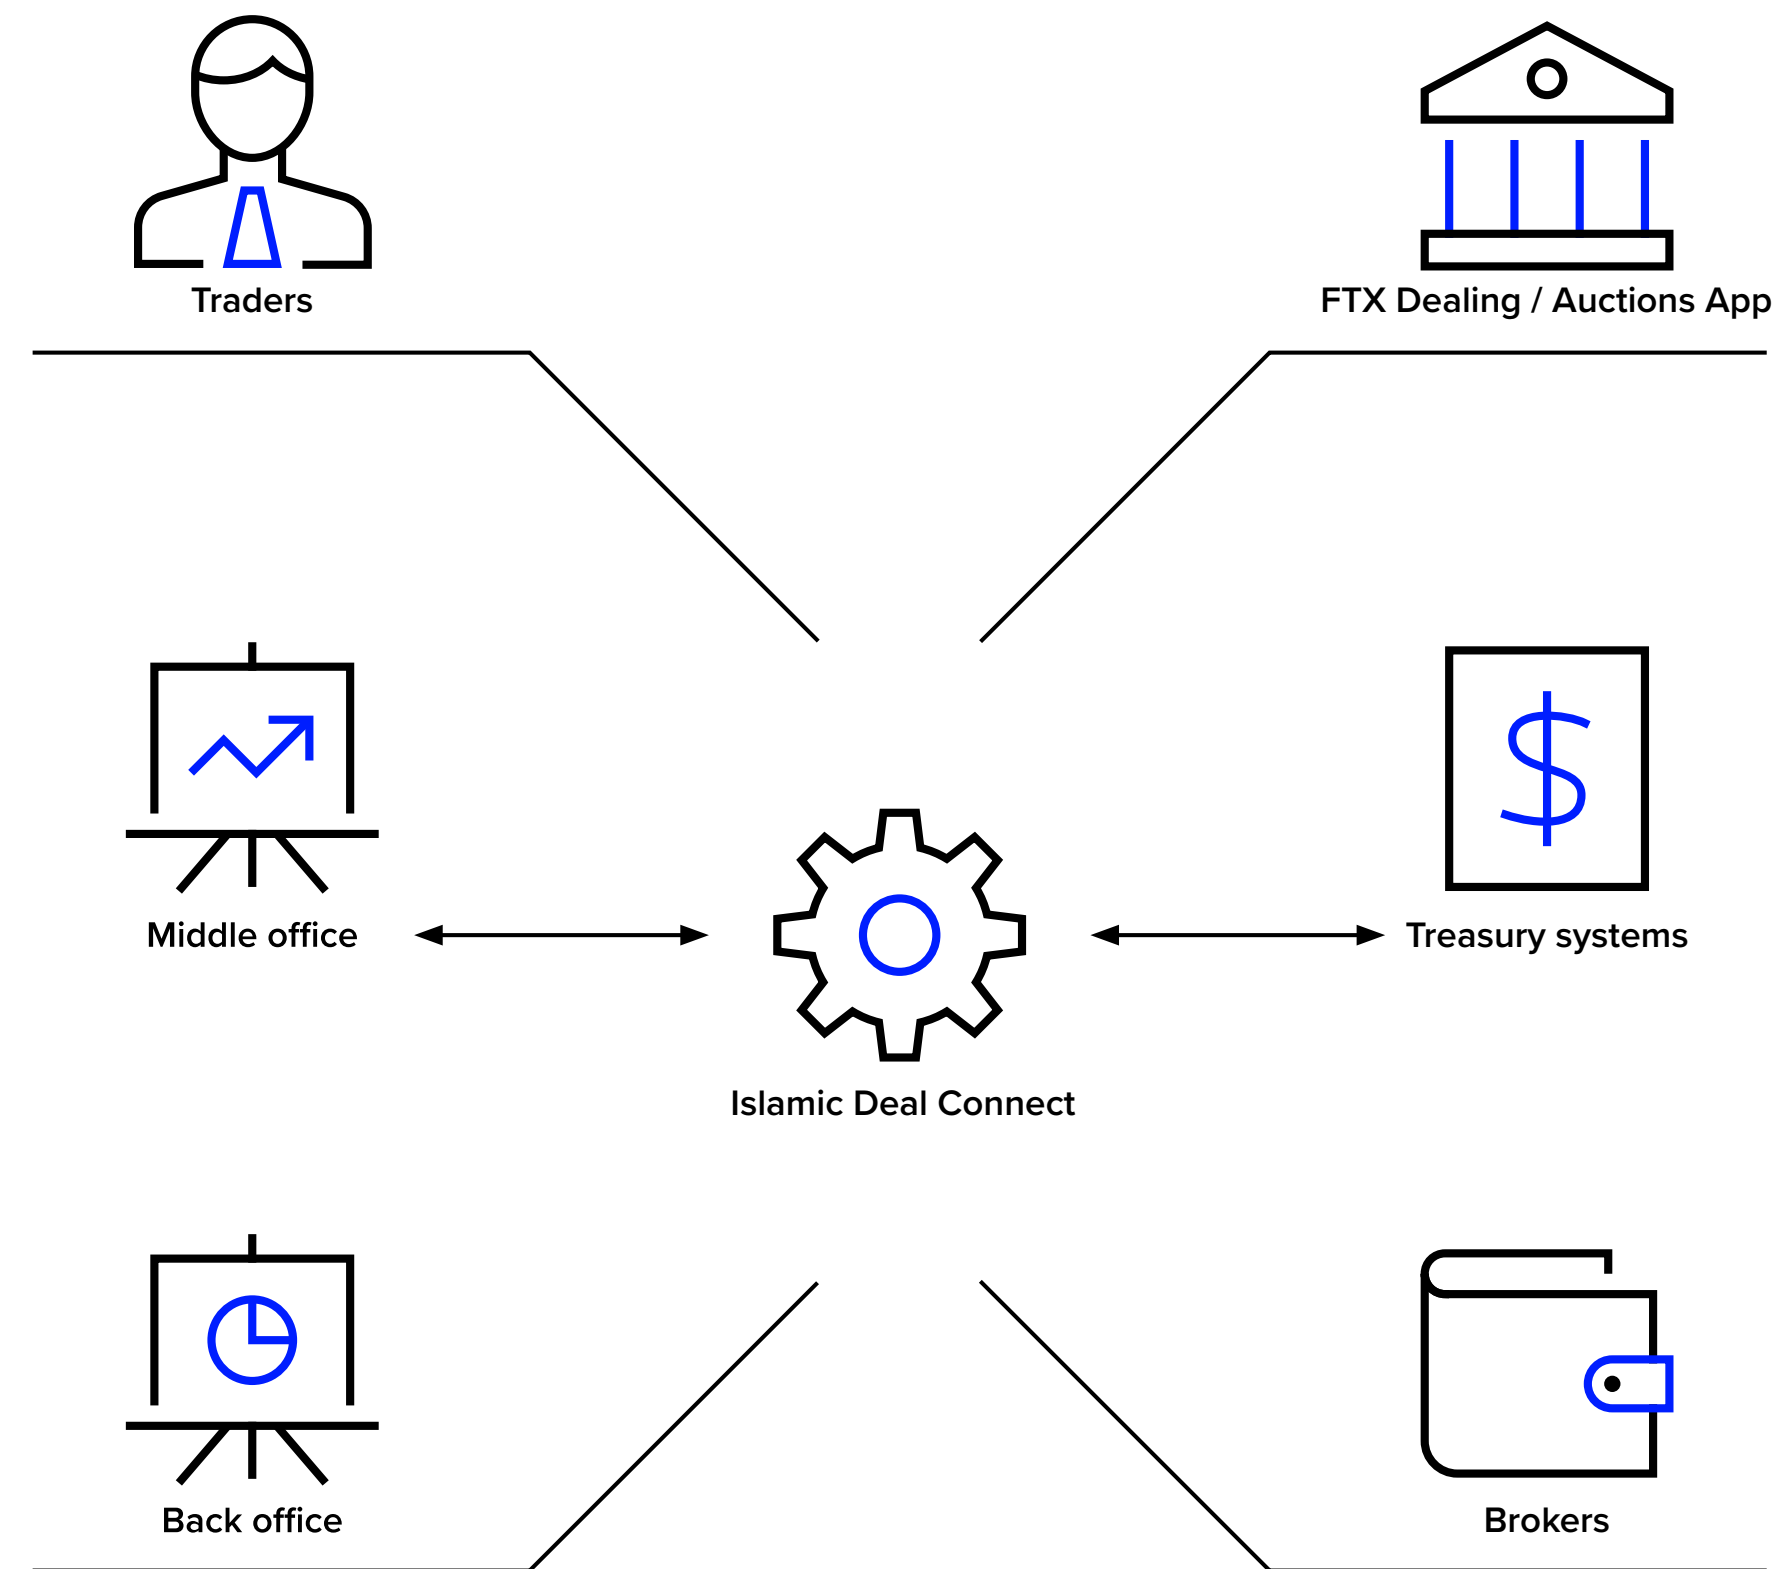 Traders
FTX Dealing / Auctions App
Middle office
Treasury systems
Islamic Deal Connect
Back office
Brokers